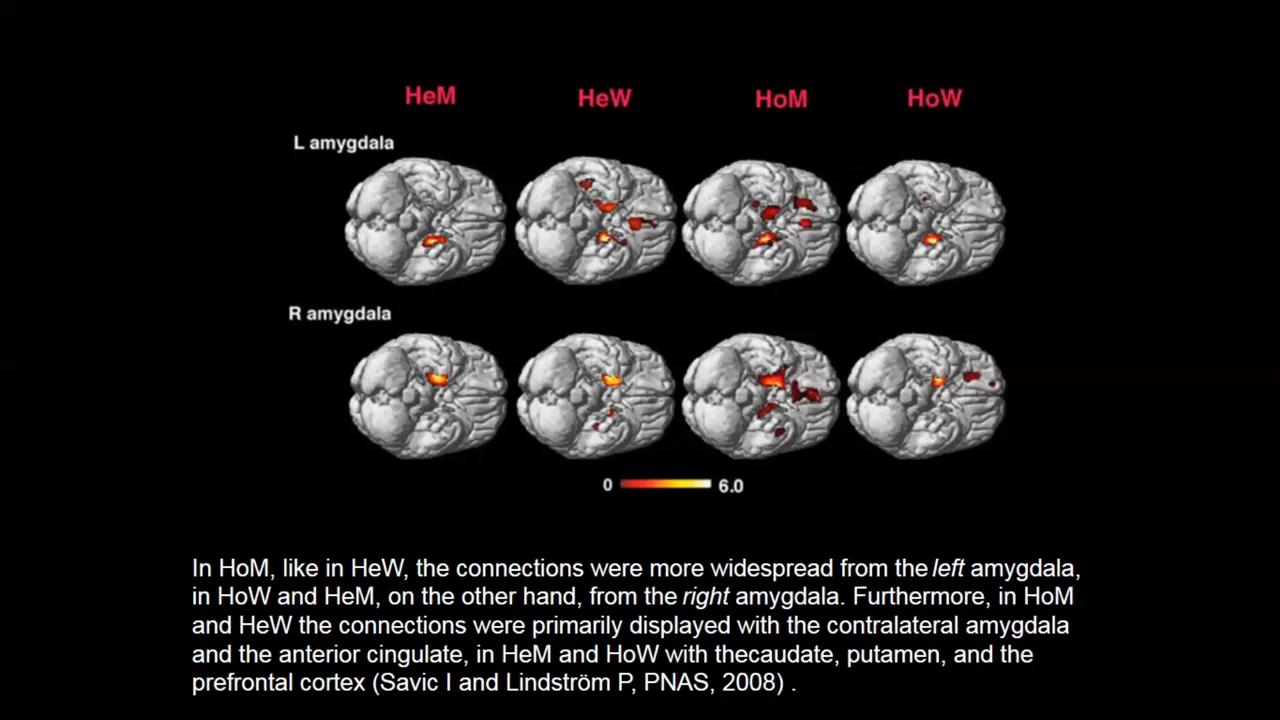 HeM HeW HoM HoW
L amygdala
R amygdala
0 6.0
In HoM, like in HeW, the connections were more widespread from the left amygdala,
in HoW and HeM, on the other hand, from the right amygdala. Furthermore, in HoM
and HeW the connections were primarily displayed with the contralateral amygdala
and the anterior cingulate, in HeM and HoW with thecaudate, putamen, and the
prefrontal cortex (Savic I and Lindström P, PNAS, 2008) .